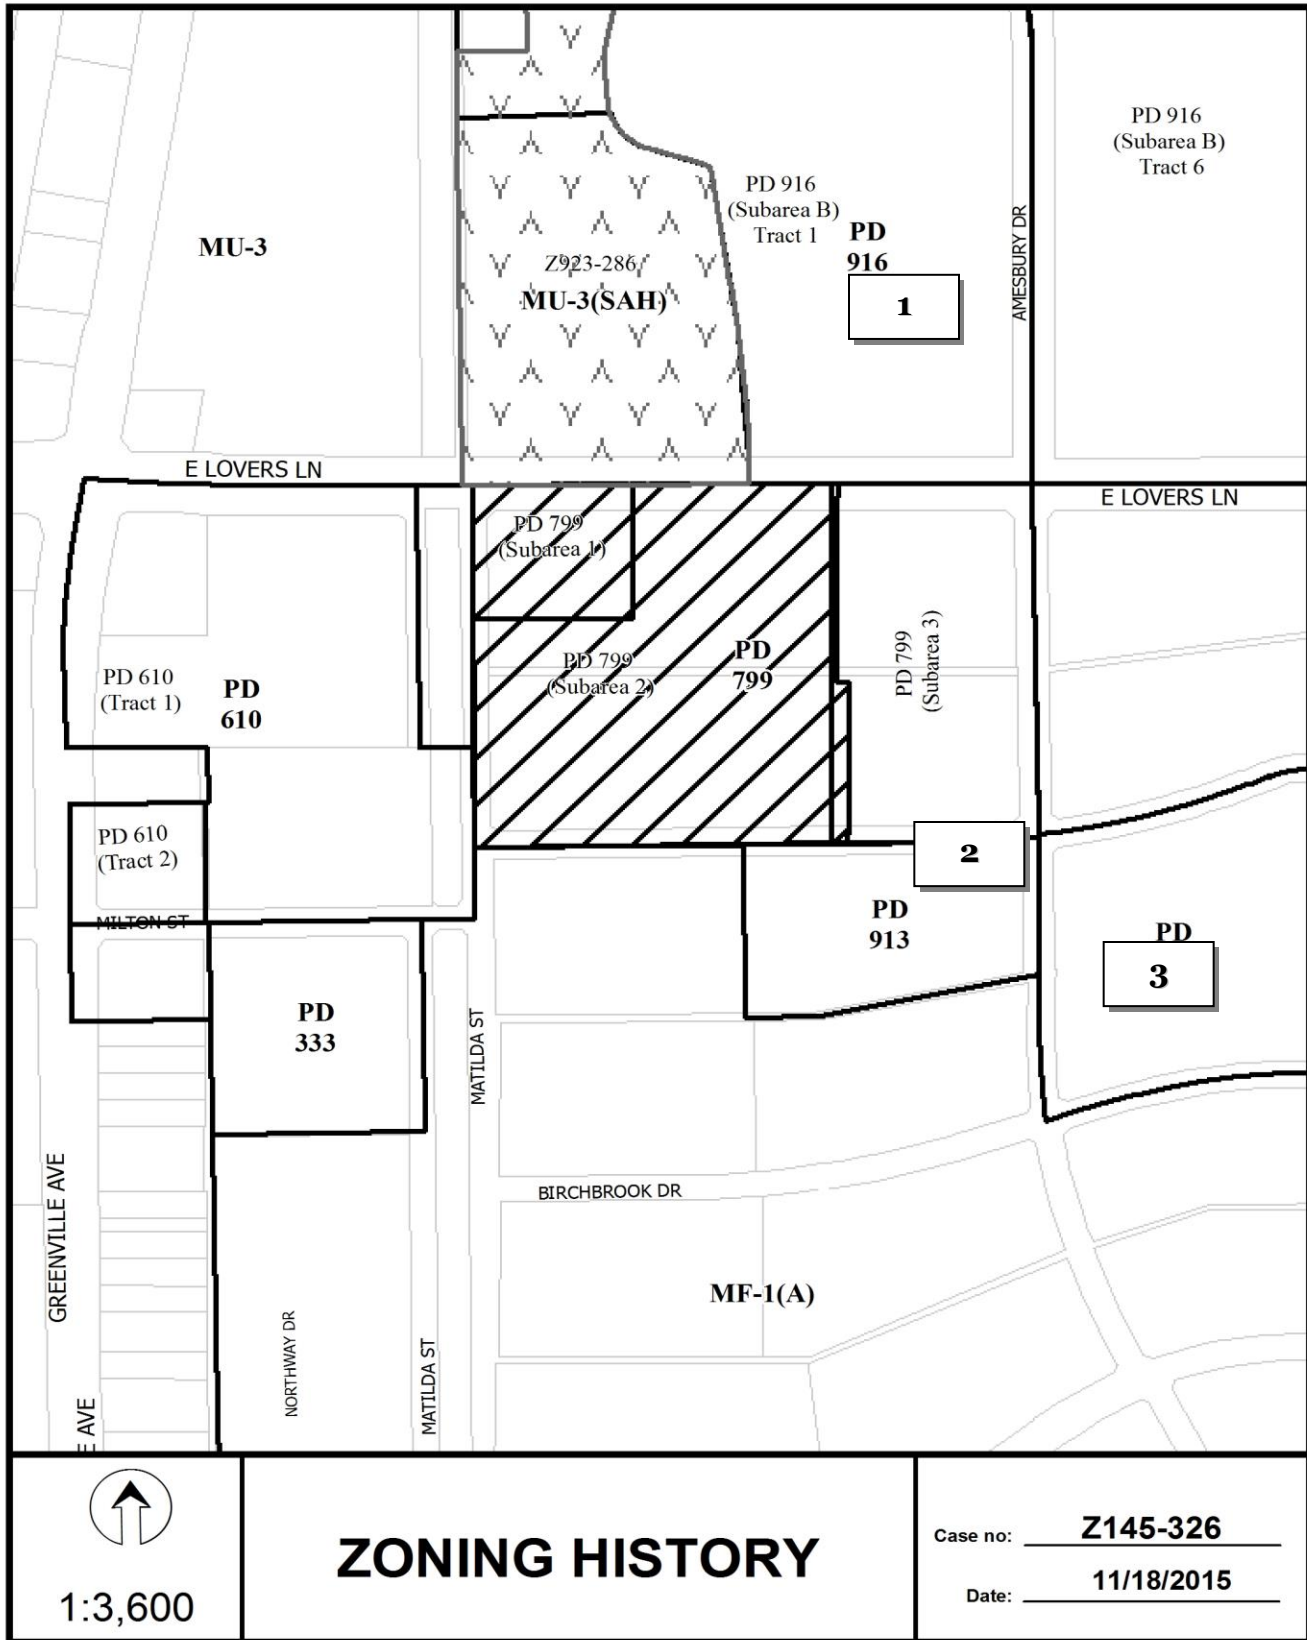 PD 916
(Subarea B)
Tract 6
PD 916
(Subarea B)
Tract 1
PD
916
1
AMESBURY DR
MU-3
Z923-286
MU-3(SAH)
E LOVERS LN
E LOVERS LN
PD 799
(Subarea 1)
PD 799
(Subarea 2)
PD
799
PD 799
(Subarea 3)
PD 610
(Tract 1)
PD
610
PD 610
(Tract 2)
MILTON ST
2
PD
913
PD
3
PD
333
MATILDA ST
BIRCHBROOK DR
GREENVILLE AVE
MF-1(A)
NORTHWAY DR
MATILDA ST
E AVE
1:3,600
ZONING HISTORY
Case no: Z145-326
Date: 11/18/2015